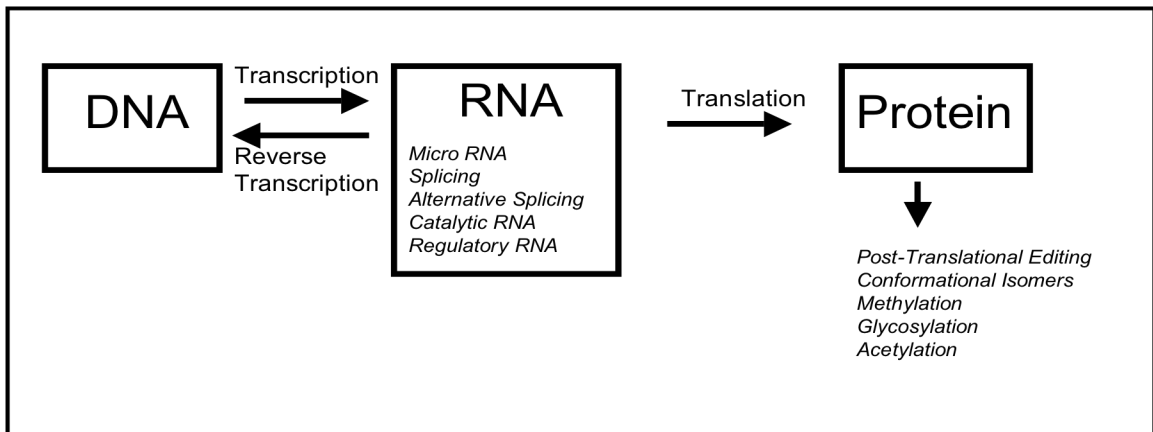 DNA
Transcription
Reverse
Transcription
RNA
Micro RNA
Splicing
Alternative Splicing
Catalytic RNA
Regulatory RNA
Translation
Protein
Post-Translational Editing
Conformational Isomers
Methylation
Glycosylation
Acetylation